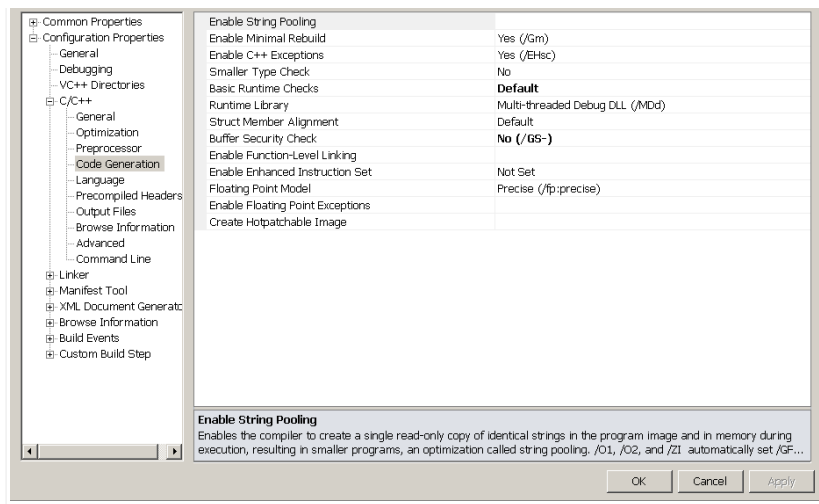 Common Properties
Configuration Properties
General
Debugging
VC++ Directories
C/C++
General
Optimization
Preprocessor
Code Generation
Language
Precompiled Headers
Output Files
Browse Information
Advanced
Command Line
Linker
Manifest Tool
XML Document Generato
Browse Information
Build Events
Custom Build Step
Enable String Pooling
Enable Minimal Rebuild Yes (/Gm)
Enable C++ Exceptions Yes (/EHsc)
Smaller Type Check No
Basic Runtime Checks Default
Runtime Library Multi-threaded Debug DLL (/MDd)
Struct Member Alignment Default
Buffer Security Check No (/GS-)
Enable Function-Level Linking
Enable Enhanced Instruction Set Not Set
Floating Point Model Precise (/fp:precise)
Enable Floating Point Exceptions
Create Hotpatchable Image
Enable String Pooling
Enables the compiler to create a single read-only copy of identical strings in the program image and in memory during
execution, resulting in smaller programs, an optimization called string pooling. /O1, /O2, and /ZI automatically set /GF...
OK Cancel Apply